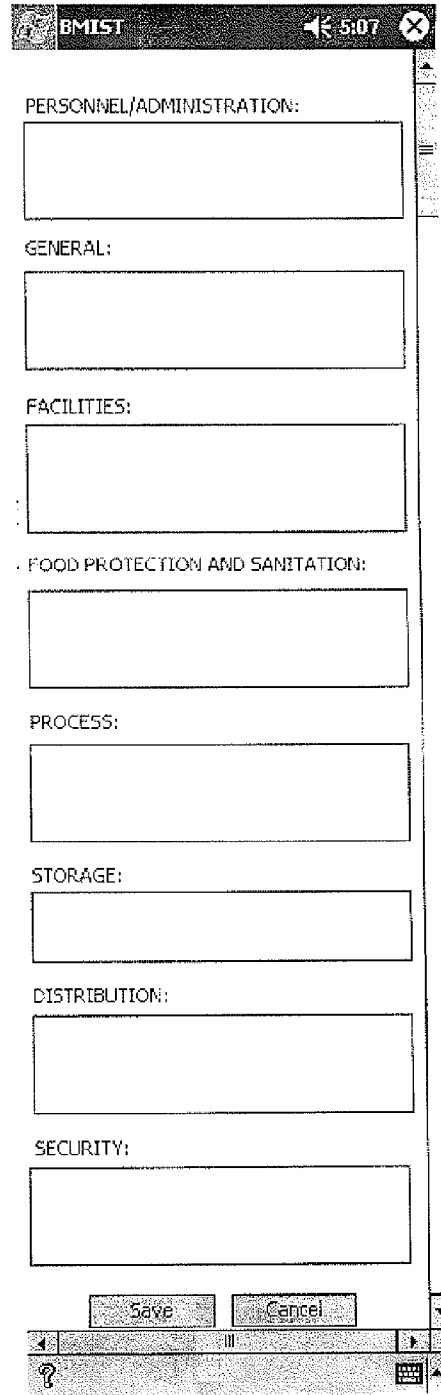 BMIST 5:07
PERSONNEL/ADMINISTRATION:
GENERAL:
FACILITIES:
FOOD PROTECTION AND SANITATION:
PROCESS:
STORAGE:
DISTRIBUTION:
SECURITY:
Save Cancel
?